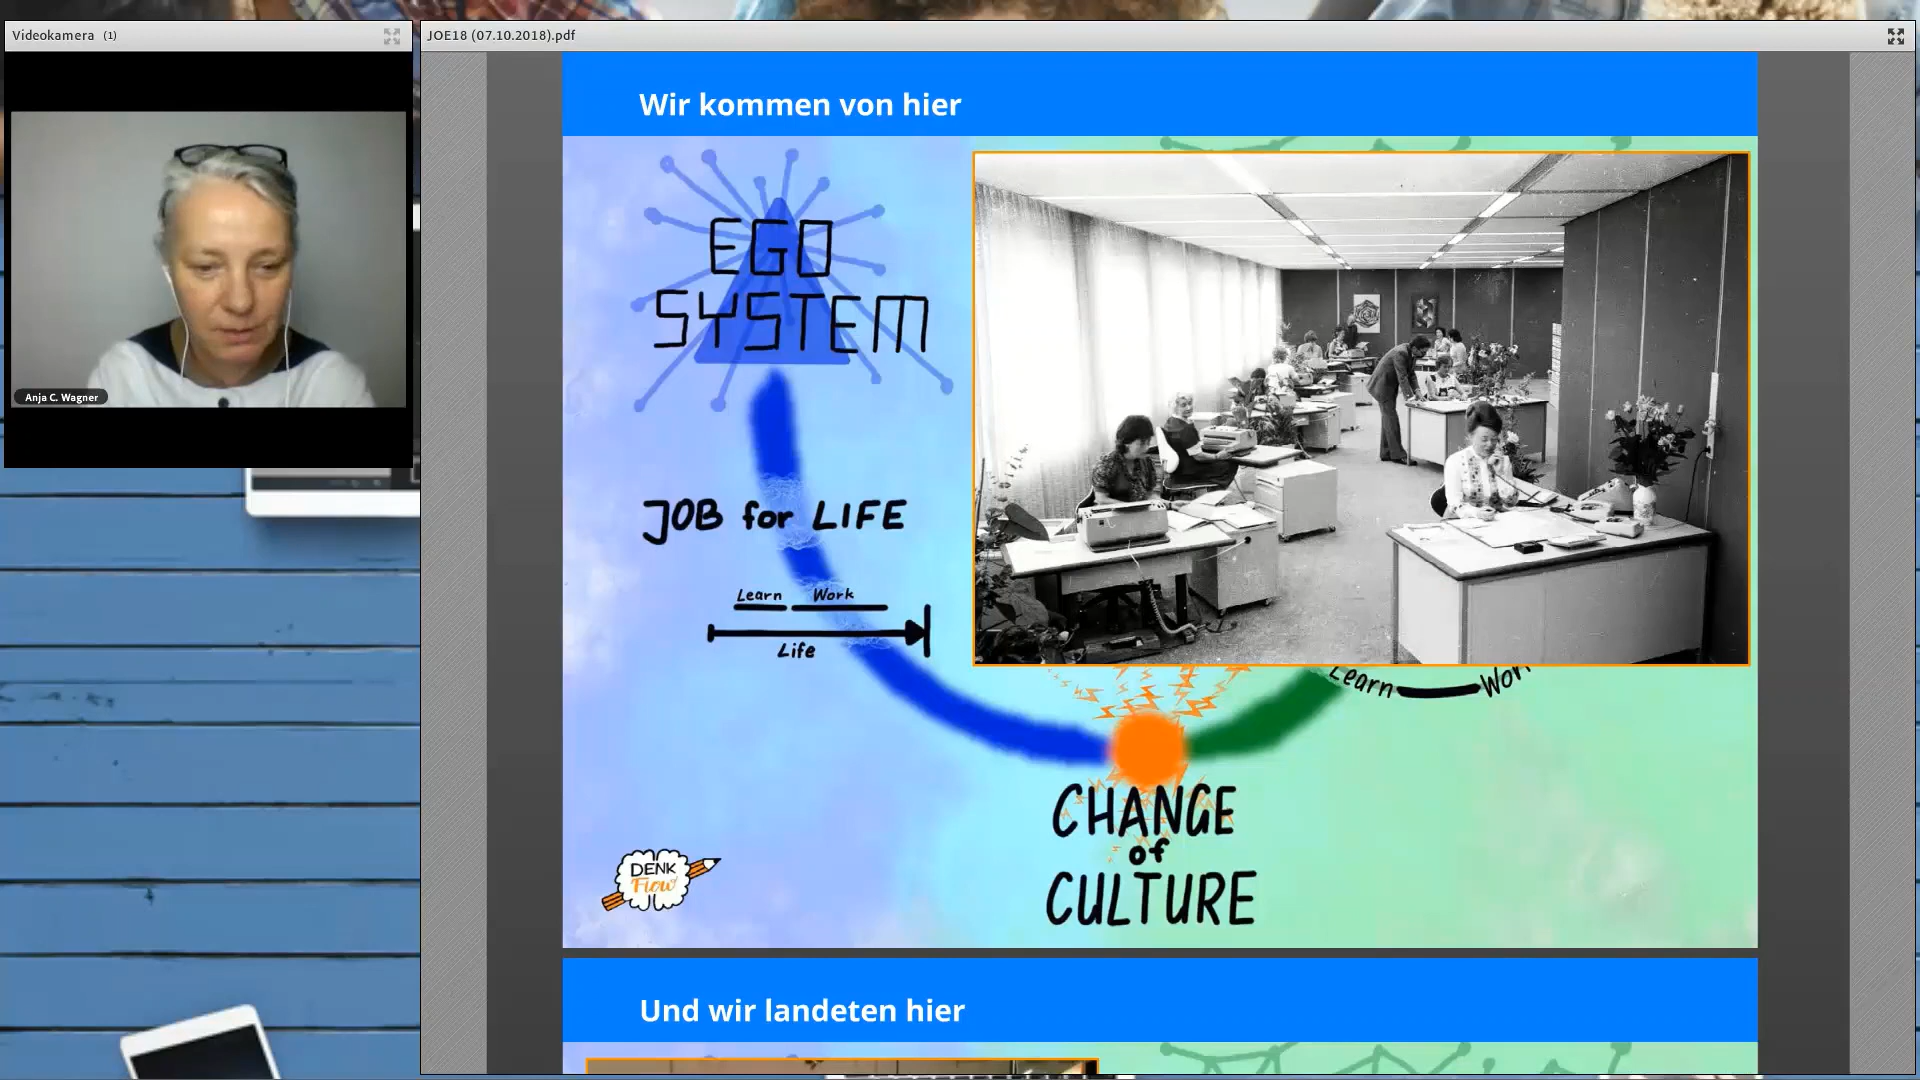 Videokamera (1)
JOE18 (07.10.2018).pdf
Anja C. Wagner
Wir kommen von hier
EGO
SYSTEM
JOB for LIFE
Learn Work
Life
Learn
CHANGE
of
CULTURE
DENK
Flow
Und wir landeten hier